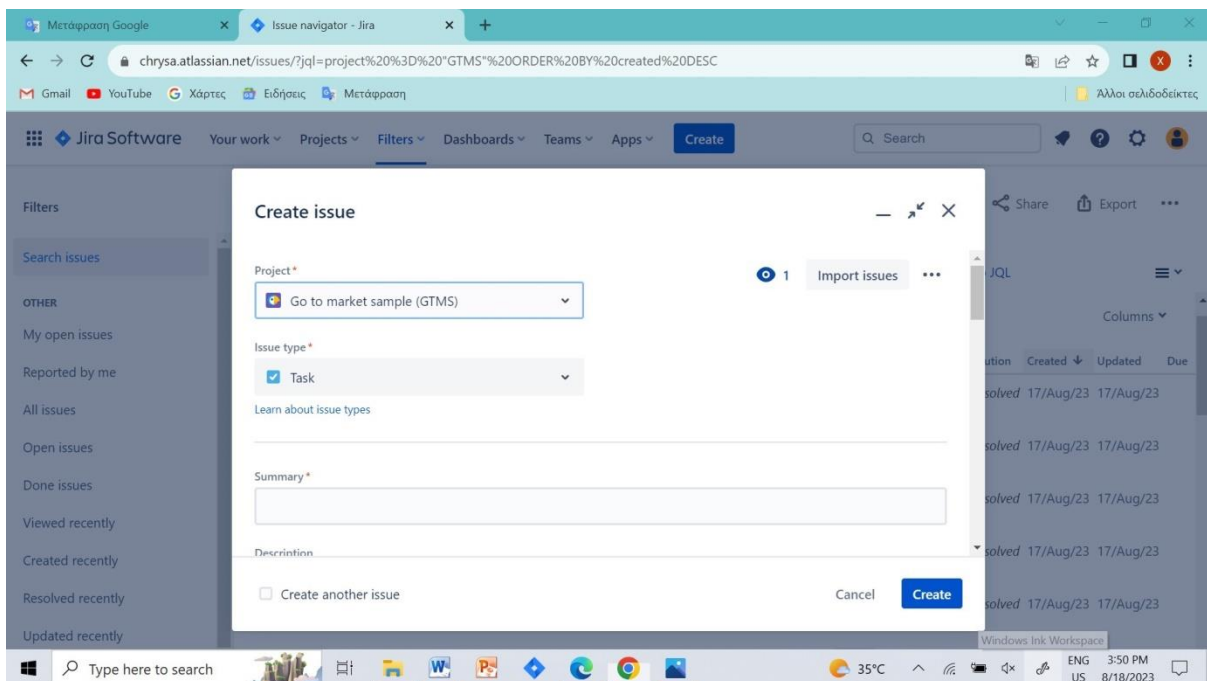 Μετάφραση Google
Issue navigator - Jira
chrysa.atlassian.net/issues/?jql=project%20%3D%20"GTMS"%20ORDER%20BY%20created%20DESC
X
Gmail YouTube Χάρτες Ειδήσεις Μετάφραση Άλλοι σελιδοδείκτες
Jira Software Your work Projects Filters Dashboards Teams Apps Create Search
Filters
Share Export
Search issues
JQL
OTHER
My open issues
Reported by me
All issues
Open issues
Done issues
Viewed recently
Created recently
Resolved recently
Updated recently
Create issue
Project*
1 Import issues
Go to market sample (GTMS)
Issue type*
Task
Learn about issue types
Summary*
Description
Create another issue Cancel Create
Columns
ution Created Updated Due
solved 17/Aug/23 17/Aug/23
solved 17/Aug/23 17/Aug/23
solved 17/Aug/23 17/Aug/23
solved 17/Aug/23 17/Aug/23
solved 17/Aug/23 17/Aug/23
Windows Ink Workspace
Type here to search
35°C
ENG
US
3:50 PM
8/18/2023